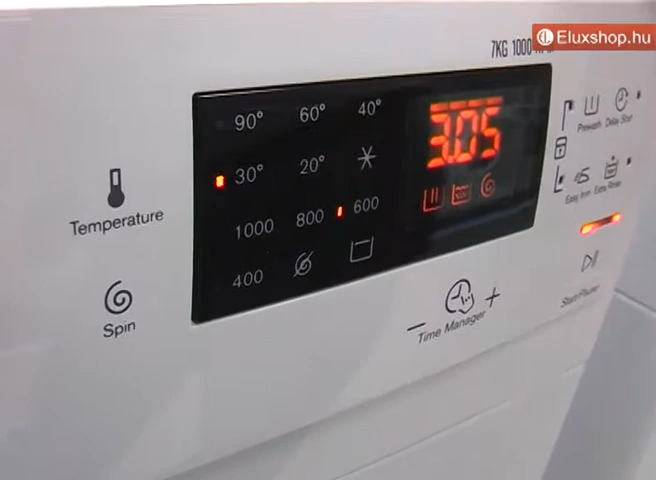 Eluxshop.hu
7KG 1000
90° 60° 40°
30° 20°
1000 800 600
400
3.05
Temperature
Spin
Time Manager
Prewash Delay Start
Easy Iron Extra Rinse
Start/Pause